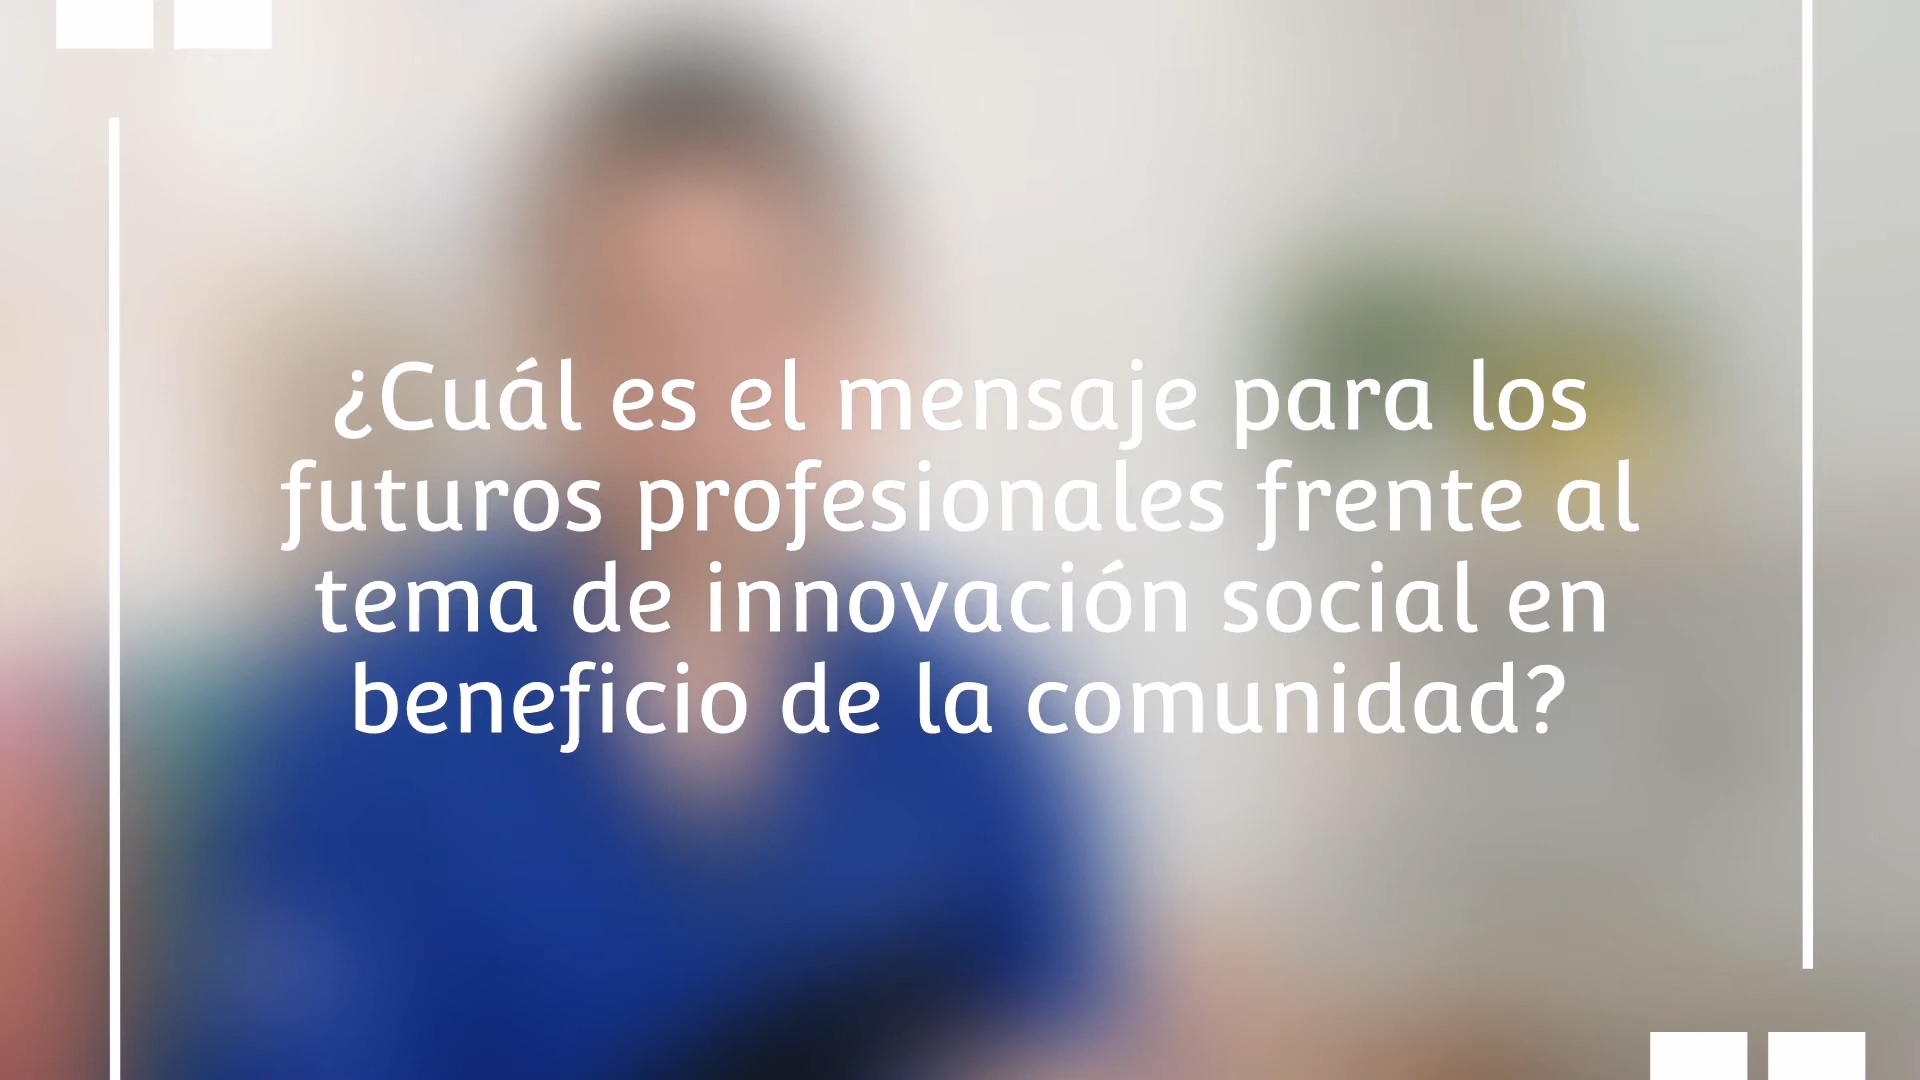 ¿Cuál es el mensaje para los
futuros profesionales frente al
tema de innovación social en
beneficio de la comunidad?